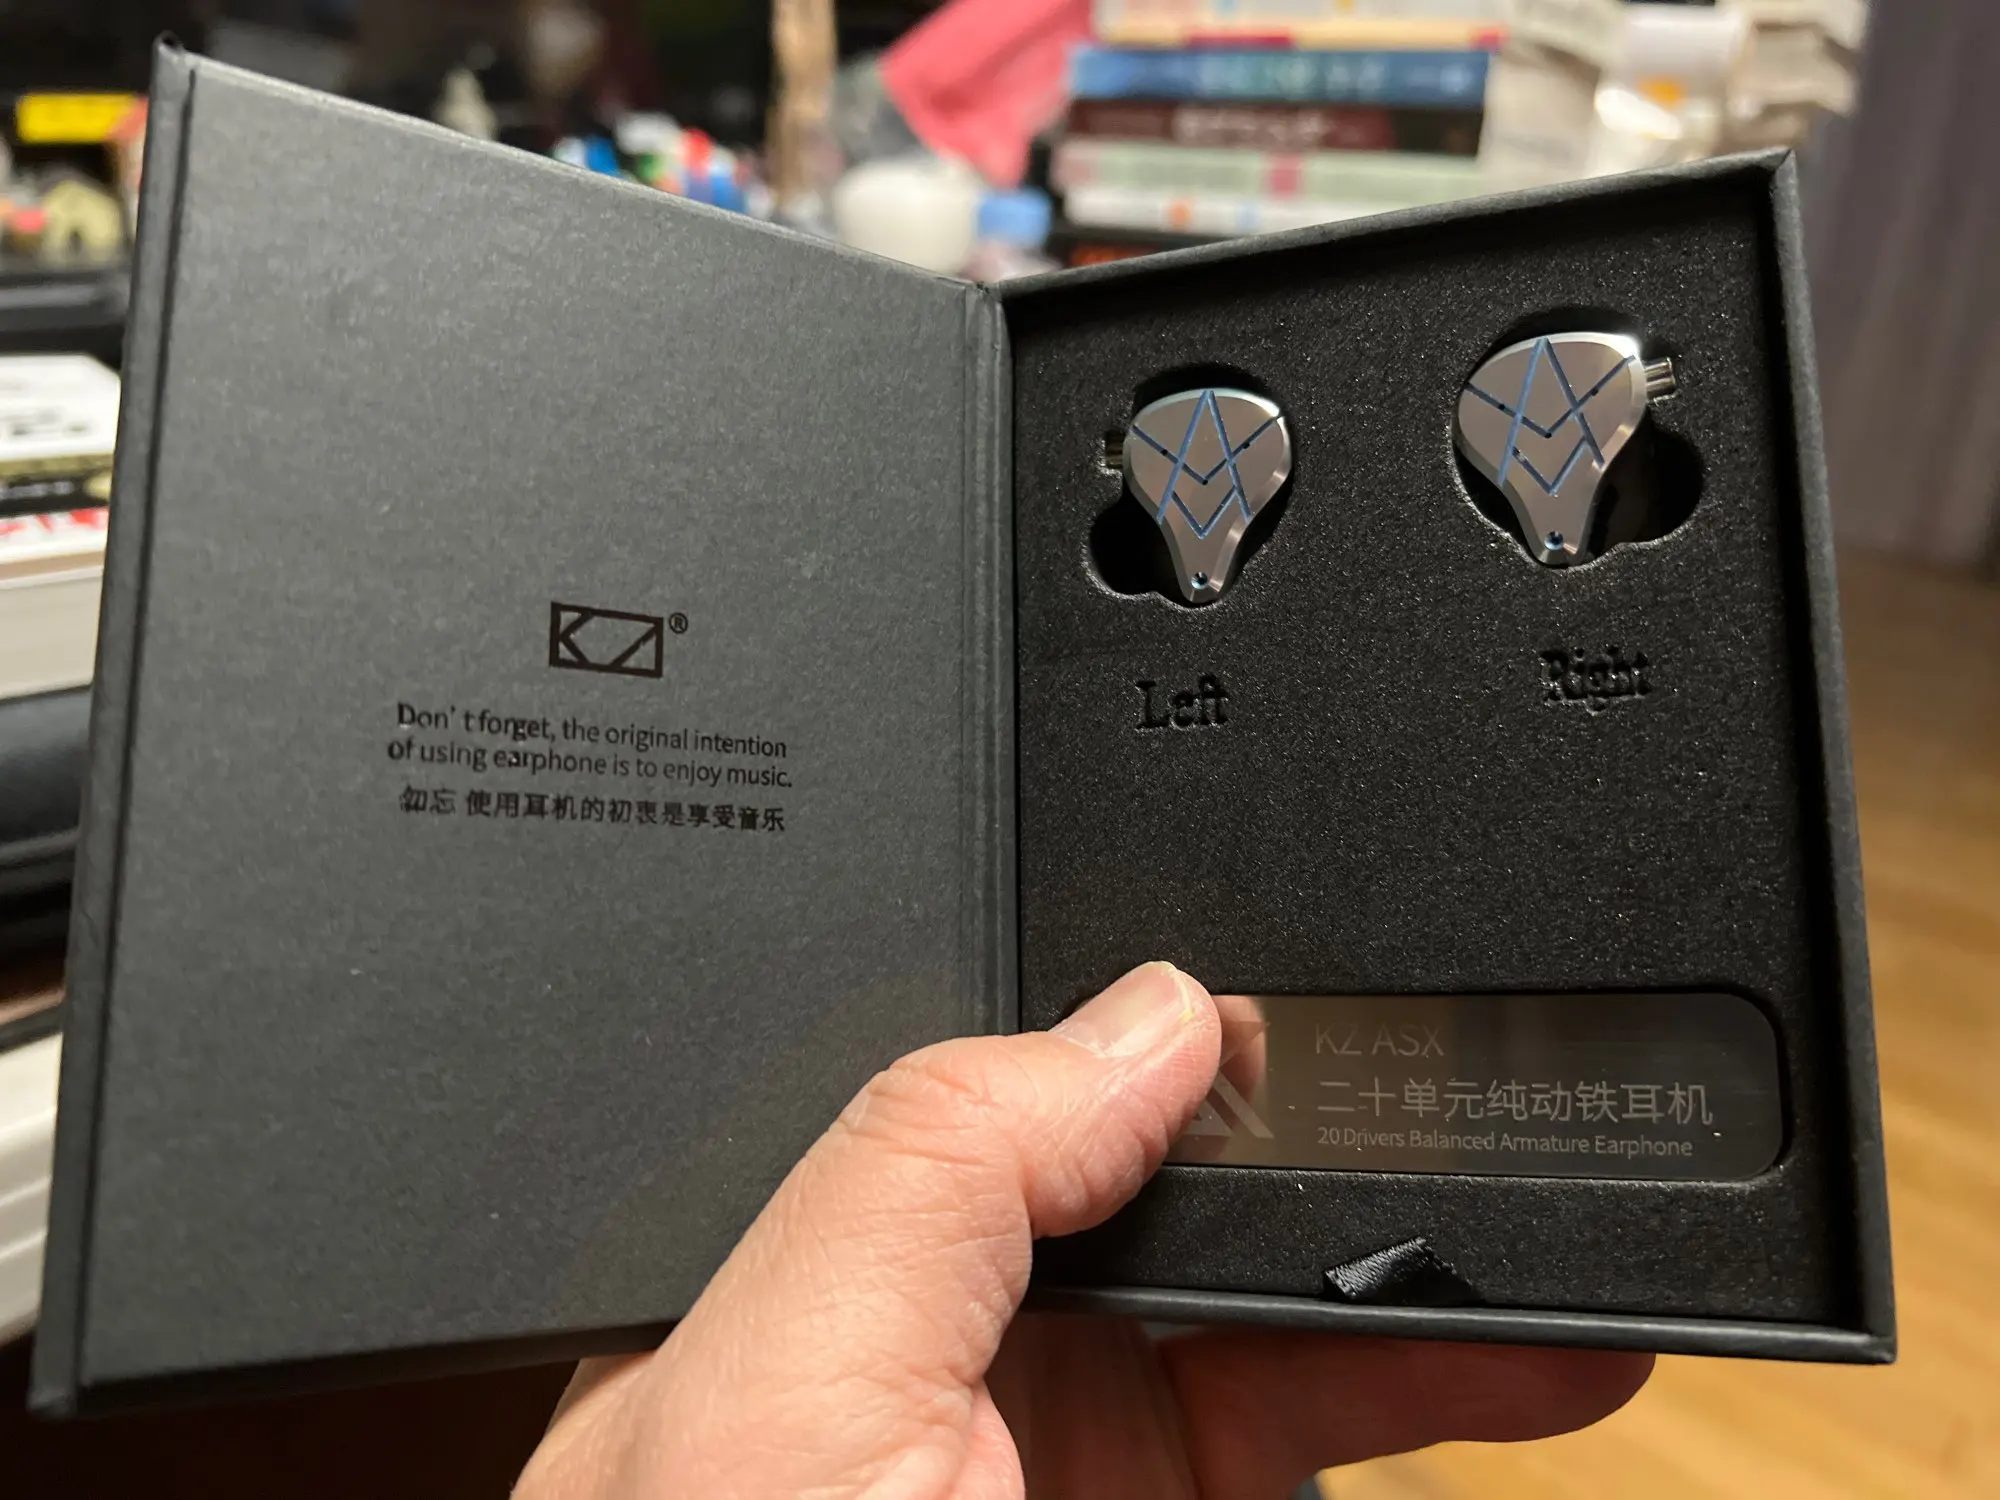 KZ®
Don't forget, the original intention
of using earphone is to enjoy music.
勿忘 使用耳机的初衷是享受音乐
Left
Right
KZ ASX
二十单元纯动铁耳机
20 Drivers Balanced Armature Earphone